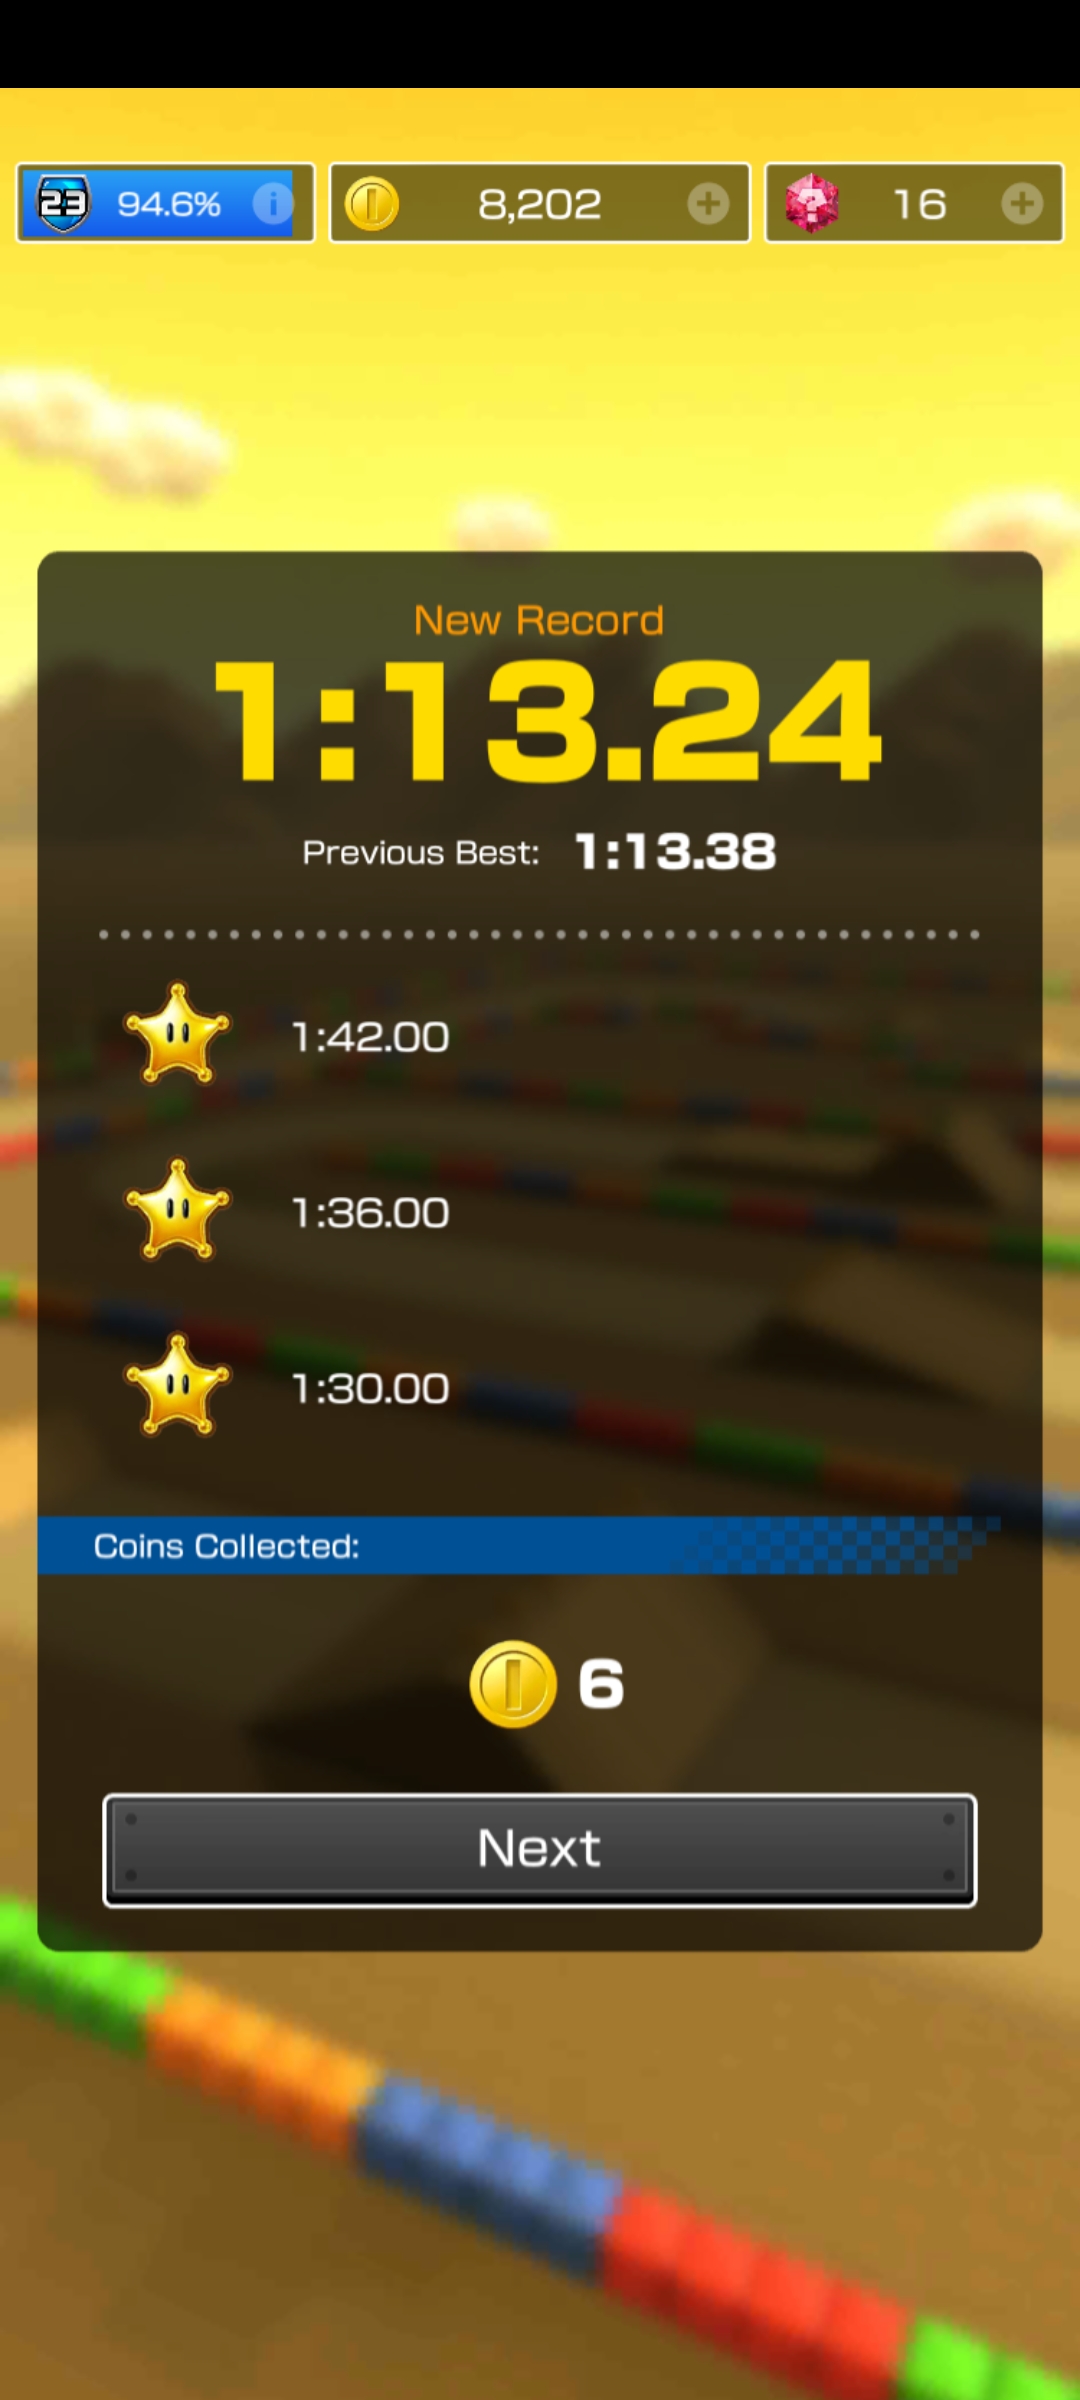 23 94.6% i 8,202 + ? 16 +
New Record
1:13.24
Previous Best: 1:13.38
1:42.00
1:36.00
1:30.00
Coins Collected:
6
Next